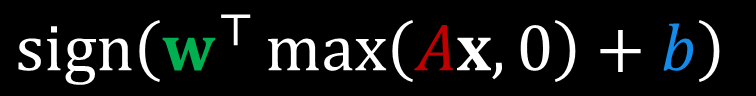 sign(w⊤ max(Ax, 0) + b)